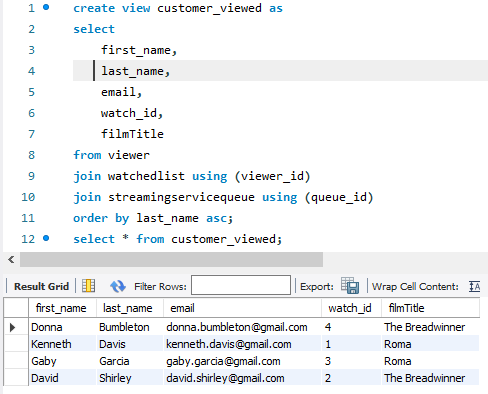 1 create view customer_viewed as
2 select
3 first_name,
4 last_name,
5 email,
6 watch_id,
7 filmTitle
8 from viewer
9 join watchedlist using (viewer_id)
10 join streamingservicequeue using (queue_id)
11 order by last_name asc;
12 select * from customer_viewed;
Result Grid Filter Rows: Export: Wrap Cell Content: IA
first_name last_name email watch_id filmTitle
Donna Bumbleton donna.bumbleton@gmail.com 4 The Breadwinner
Kenneth Davis kenneth.davis@gmail.com 1 Roma
Gaby Garcia gaby.garcia@gmail.com 3 Roma
David Shirley david.shirley@gmail.com 2 The Breadwinner